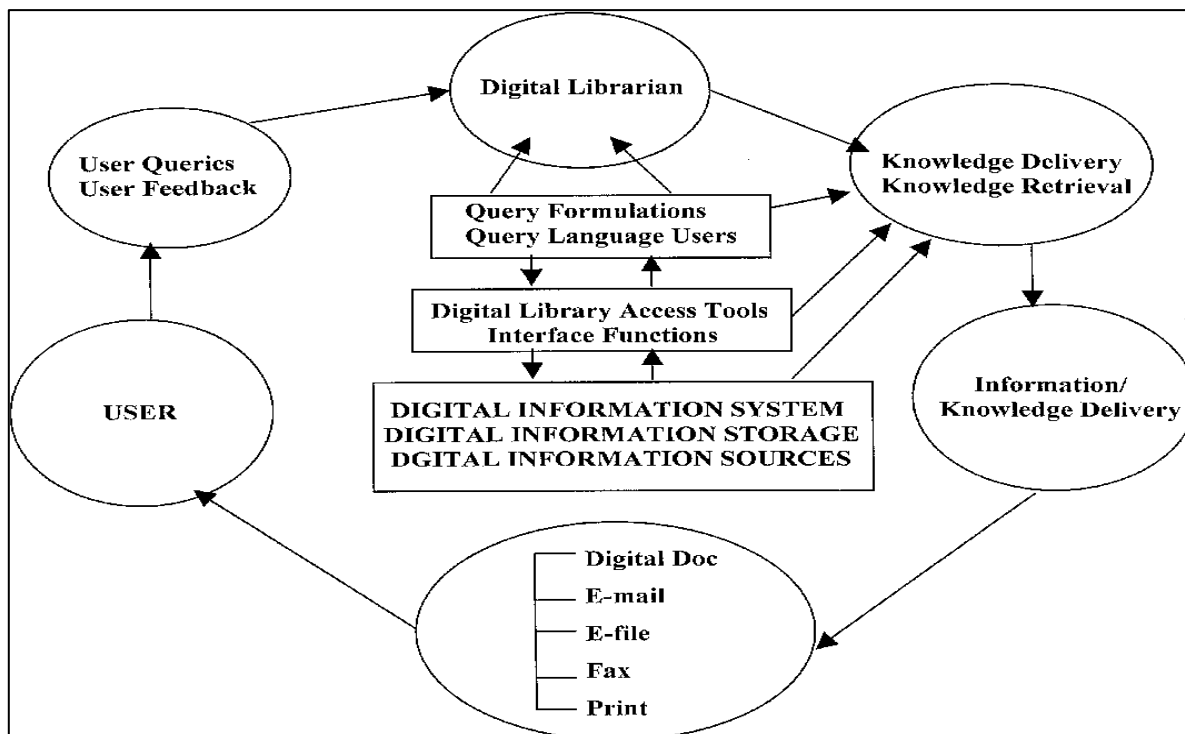 Digital Librarian
User Querics
User Feedback
Knowledge Delivery
Knowledge Retrieval
Query Formulations
Query Language Users
Digital Library Access Tools
Interface Functions
USER
DIGITAL INFORMATION SYSTEM
DIGITAL INFORMATION STORAGE
DGITAL INFORMATION SOURCES
Information/
Knowledge Delivery
Digital Doc
E-mail
E-file
Fax
Print